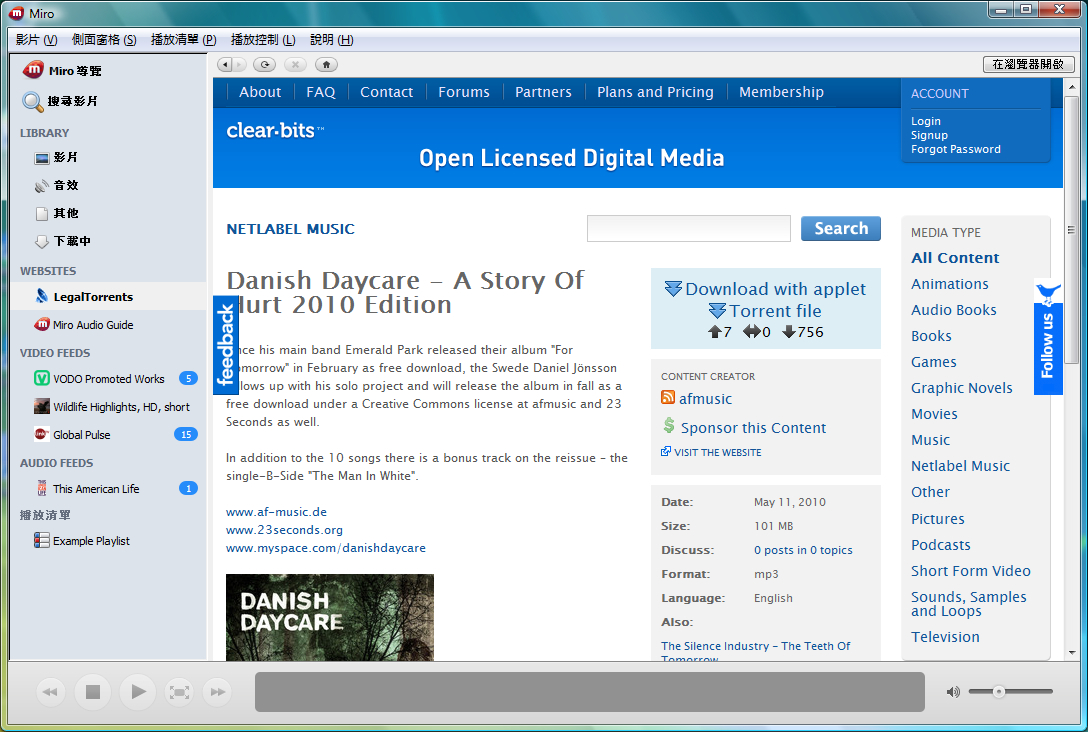 Miro
影片 (V) 側面窗格 (S) 播放清單 (P) 播放控制 (L) 說明 (H)
Miro 導覽
搜尋影片
LIBRARY
影片
音效
其他
下載中
WEBSITES
LegalTorrents
Miro Audio Guide
VIDEO FEEDS
VODO Promoted Works 5
Wildlife Highlights, HD, short
Global Pulse 15
AUDIO FEEDS
This American Life 1
播放清單
Example Playlist
在瀏覽器開啟
About FAQ Contact Forums Partners Plans and Pricing Membership
clear·bits™
Open Licensed Digital Media
ACCOUNT
Login
Signup
Forgot Password
NETLABEL MUSIC
Search
Danish Daycare – A Story Of
Hurt 2010 Edition
feedback
ince his main band Emerald Park released their album "For
omorrow" in February as free download, the Swede Daniel Jönsson
llows up with his solo project and will release the album in fall as a
free download under a Creative Commons license at afmusic and 23
Seconds as well.
In addition to the 10 songs there is a bonus track on the reissue – the
single-B-Side "The Man In White".
www.af-music.de
www.23seconds.org
www.myspace.com/danishdaycare
DANISH
DAYCARE
Download with applet
Torrent file
7 0 756
CONTENT CREATOR
afmusic
Sponsor this Content
VISIT THE WEBSITE
Date: May 11, 2010
Size: 101 MB
Discuss: 0 posts in 0 topics
Format: mp3
Language: English
Also:
The Silence Industry – The Teeth Of
Tomorrow
MEDIA TYPE
All Content
Animations
Audio Books
Books
Games
Graphic Novels
Movies
Music
Netlabel Music
Other
Pictures
Podcasts
Short Form Video
Sounds, Samples
and Loops
Television
Follow us